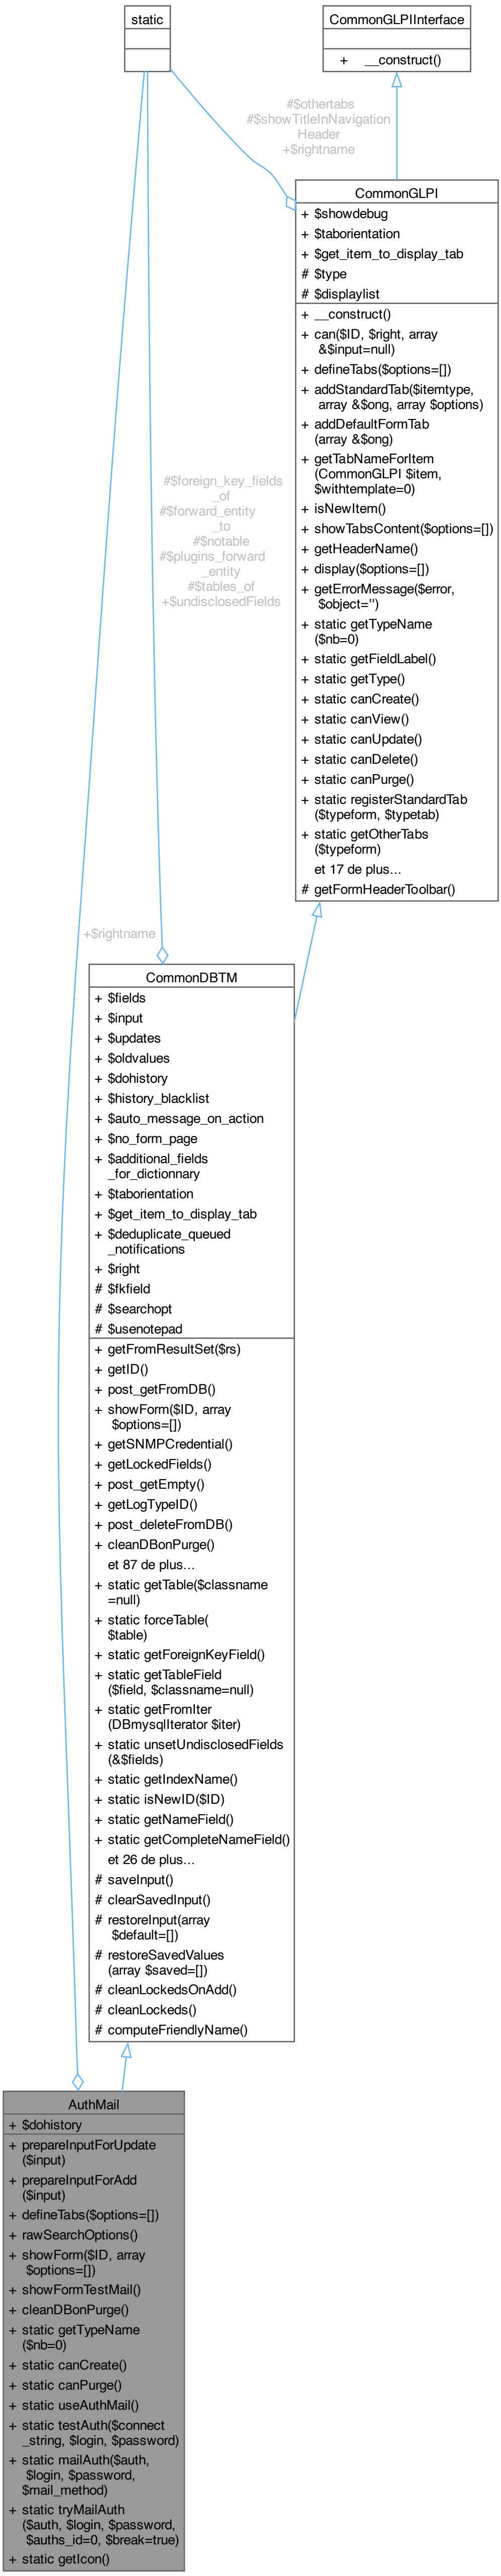 static
CommonGLPIInterface
+ __construct()
#$othertabs
#$showTitleInNavigation
Header
+$rightname
CommonGLPI
+ $showdebug
+ $taborientation
+ $get_item_to_display_tab
# $type
# $displaylist
+ __construct()
+ can($ID, $right, array
&$input=null)
+ defineTabs($options=[])
+ addStandardTab($itemtype,
array &$ong, array $options)
+ addDefaultFormTab
(array &$ong)
+ getTabNameForItem
(CommonGLPI $item,
$withtemplate=0)
+ isNewItem()
+ showTabsContent($options=[])
+ getHeaderName()
+ display($options=[])
+ getErrorMessage($error,
$object='')
+ static getTypeName
($nb=0)
+ static getFieldLabel()
+ static getType()
+ static canCreate()
+ static canView()
+ static canUpdate()
+ static canDelete()
+ static canPurge()
+ static registerStandardTab
($typeform, $typetab)
+ static getOtherTabs
($typeform)
et 17 de plus...
# getFormHeaderToolbar()
#$foreign_key_fields
_of
#$forward_entity
_to
#$notable
#$plugins_forward
_entity
#$tables_of
+$undisclosedFields
+$rightname
CommonDBTM
+ $fields
+ $input
+ $updates
+ $oldvalues
+ $dohistory
+ $history_blacklist
+ $auto_message_on_action
+ $no_form_page
+ $additional_fields
_for_dictionnary
+ $taborientation
+ $get_item_to_display_tab
+ $deduplicate_queued
_notifications
+ $right
# $fkfield
# $searchopt
# $usenotepad
+ getFromResultSet($rs)
+ getID()
+ post_getFromDB()
+ showForm($ID, array
$options=[])
+ getSNMPCredential()
+ getLockedFields()
+ post_getEmpty()
+ getLogTypeID()
+ post_deleteFromDB()
+ cleanDBonPurge()
et 87 de plus...
+ static getTable($classname
=null)
+ static forceTable(
$table)
+ static getForeignKeyField()
+ static getTableField
($field, $classname=null)
+ static getFromIter
(DBmysqlIterator $iter)
+ static unsetUndisclosedFields
(&$fields)
+ static getIndexName()
+ static isNewID($ID)
+ static getNameField()
+ static getCompleteNameField()
et 26 de plus...
# saveInput()
# clearSavedInput()
# restoreInput(array
$default=[])
# restoreSavedValues
(array $saved=[])
# cleanLockedsOnAdd()
# cleanLockeds()
# computeFriendlyName()
AuthMail
+ $dohistory
+ prepareInputForUpdate
($input)
+ prepareInputForAdd
($input)
+ defineTabs($options=[])
+ rawSearchOptions()
+ showForm($ID, array
$options=[])
+ showFormTestMail()
+ cleanDBonPurge()
+ static getTypeName
($nb=0)
+ static canCreate()
+ static canPurge()
+ static useAuthMail()
+ static testAuth($connect
_string, $login, $password)
+ static mailAuth($auth,
$login, $password,
$mail_method)
+ static tryMailAuth
($auth, $login, $password,
$auths_id=0, $break=true)
+ static getIcon()